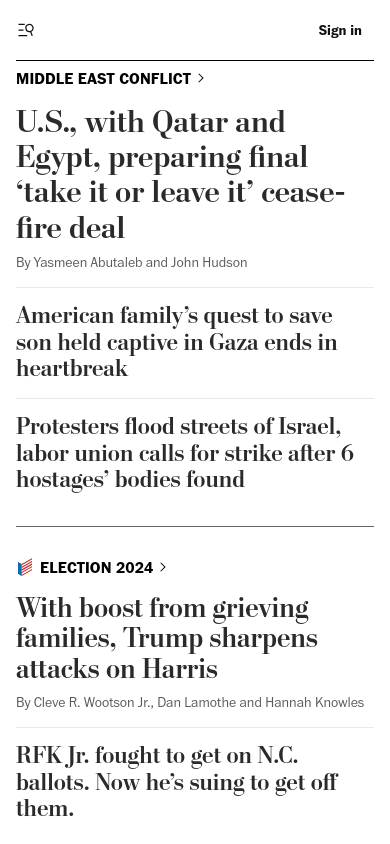 Sign in
MIDDLE EAST CONFLICT
U.S., with Qatar and
Egypt, preparing final
‘take it or leave it’ cease-
fire deal
By Yasmeen Abutaleb and John Hudson
American family’s quest to save
son held captive in Gaza ends in
heartbreak
Protesters flood streets of Israel,
labor union calls for strike after 6
hostages’ bodies found
ELECTION 2024
With boost from grieving
families, Trump sharpens
attacks on Harris
By Cleve R. Wootson Jr., Dan Lamothe and Hannah Knowles
RFK Jr. fought to get on N.C.
ballots. Now he’s suing to get off
them.